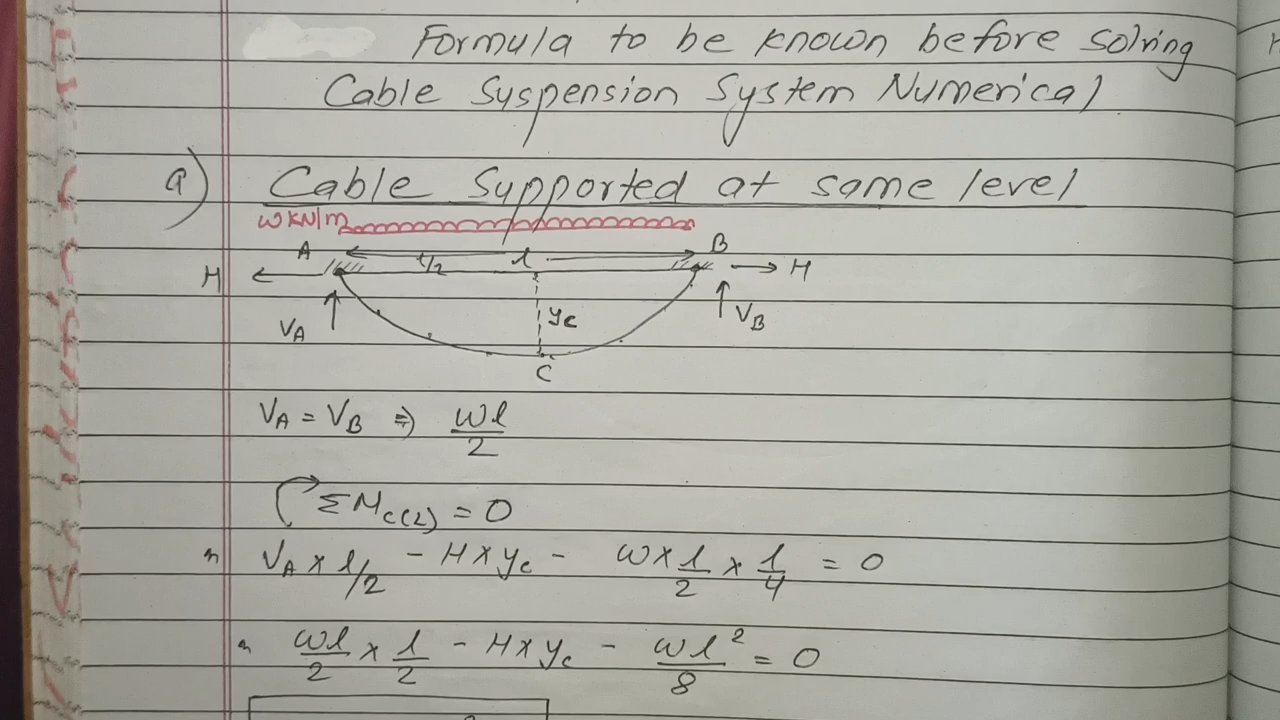 Formula to be known before solving
Cable Suspension System Numerical
a) Cable Supported at same level
W KN/m
A l/2 l B
H H
VA yc VB
C
VA = VB ⇒ Wl/2
ΣMc(L) = 0
VA × l/2 - H × yc - W × l/2 × l/4 = 0
Wl/2 × l/2 - H × yc - Wl²/8 = 0